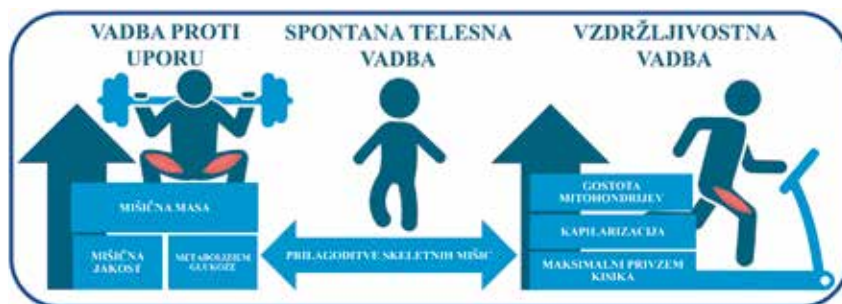 VADBA PROTI
UPORU
SPONTANA TELESNA
VADBA
VZDRŽLJIVOSTNA
VADBA
MIŠIČNA MASA
MIŠIČNA
JAKOST
METABOLIZEM
GLUKOZE
PRILAGODITVE SKELETNIH MIŠIC
GOSTOTA
MITOHONDRIJEV
KAPILARIZACIJA
MAKSIMALNI PRIVZEM
KISIKA